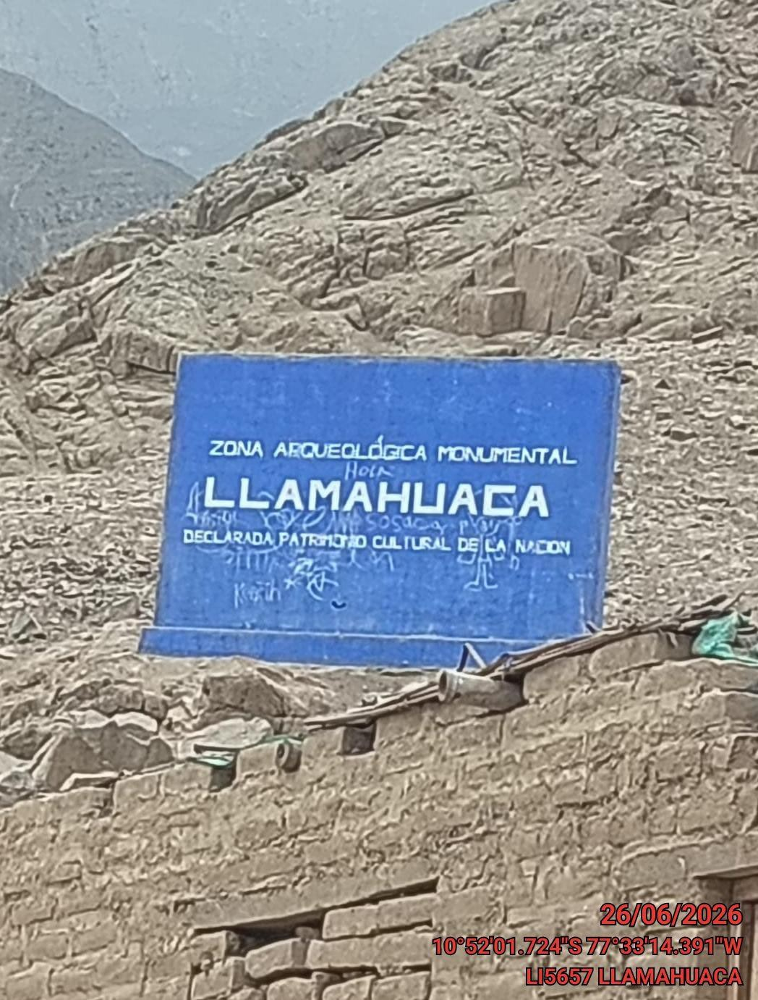 ZONA ARQUEOLÓGICA MONUMENTAL
Hola
LLAMAHUACA
DECLARADA PATRIMONIO CULTURAL DE LA NACION
26/06/2026
10°52'01.724"S 77°33'14.391"W
LI5657 LLAMAHUACA